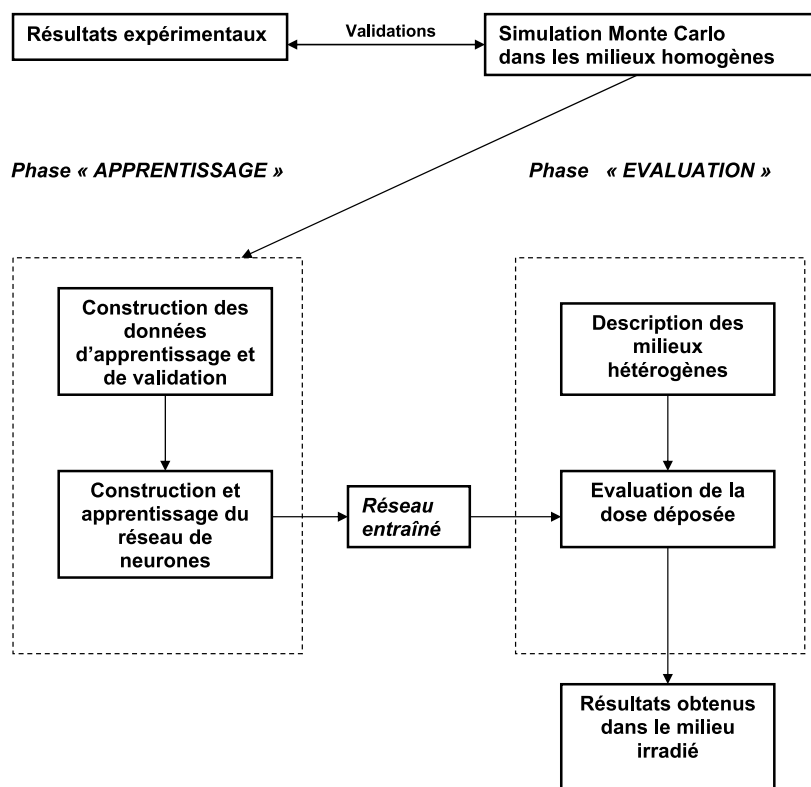 Résultats expérimentaux
Validations
Simulation Monte Carlo
dans les milieux homogènes
Phase « APPRENTISSAGE »
Phase « EVALUATION »
Construction des
données
d'apprentissage et
de validation
Description des
milieux
hétérogènes
Construction et
apprentissage du
réseau de
neurones
Réseau
entraîné
Evaluation de la
dose déposée
Résultats obtenus
dans le milieu
irradié